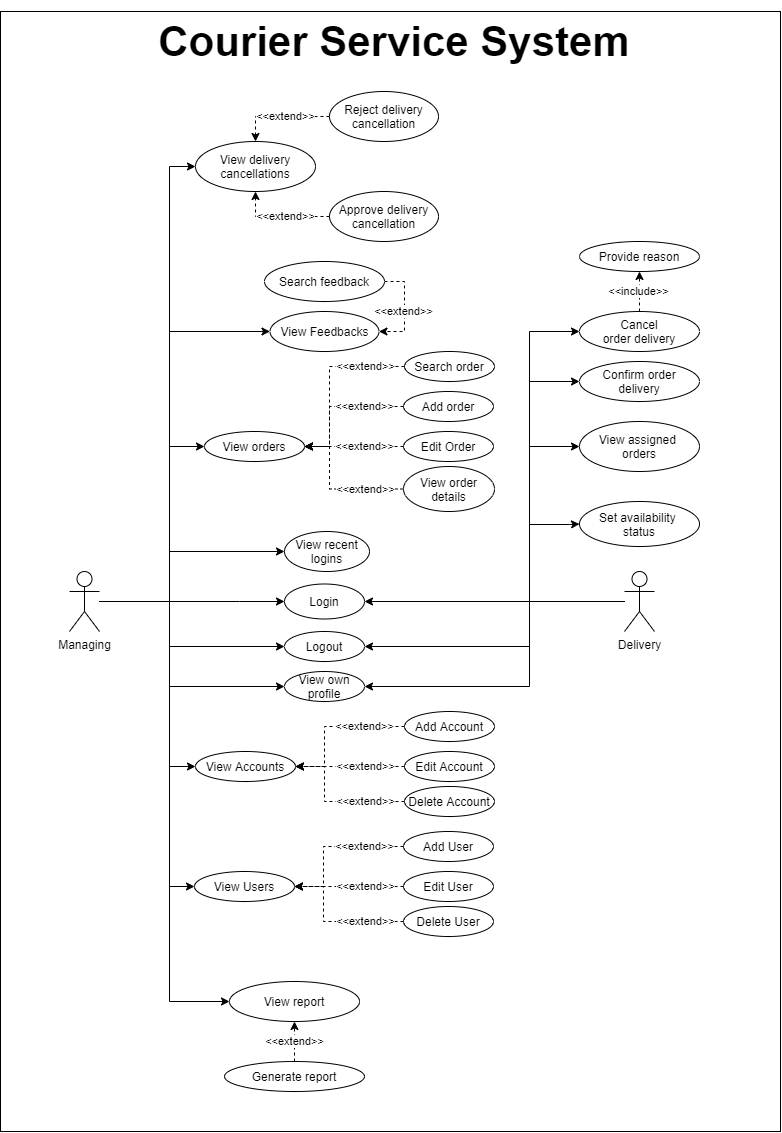 Courier Service System
Reject delivery
cancellation
<<extend>>
View delivery
cancellations
Approve delivery
cancellation
<<extend>>
Provide reason
<<include>>
Cancel
order delivery
Search feedback
<<extend>>
View Feedbacks
Search order
<<extend>>
Confirm order
delivery
Add order
<<extend>>
View orders
<<extend>>
Edit Order
View assigned
orders
<<extend>>
View order
details
Set availability
status
View recent
logins
Login
Managing
Delivery
Logout
View own
profile
<<extend>>
Add Account
View Accounts
<<extend>>
Edit Account
<<extend>>
Delete Account
<<extend>>
Add User
View Users
<<extend>>
Edit User
<<extend>>
Delete User
View report
<<extend>>
Generate report